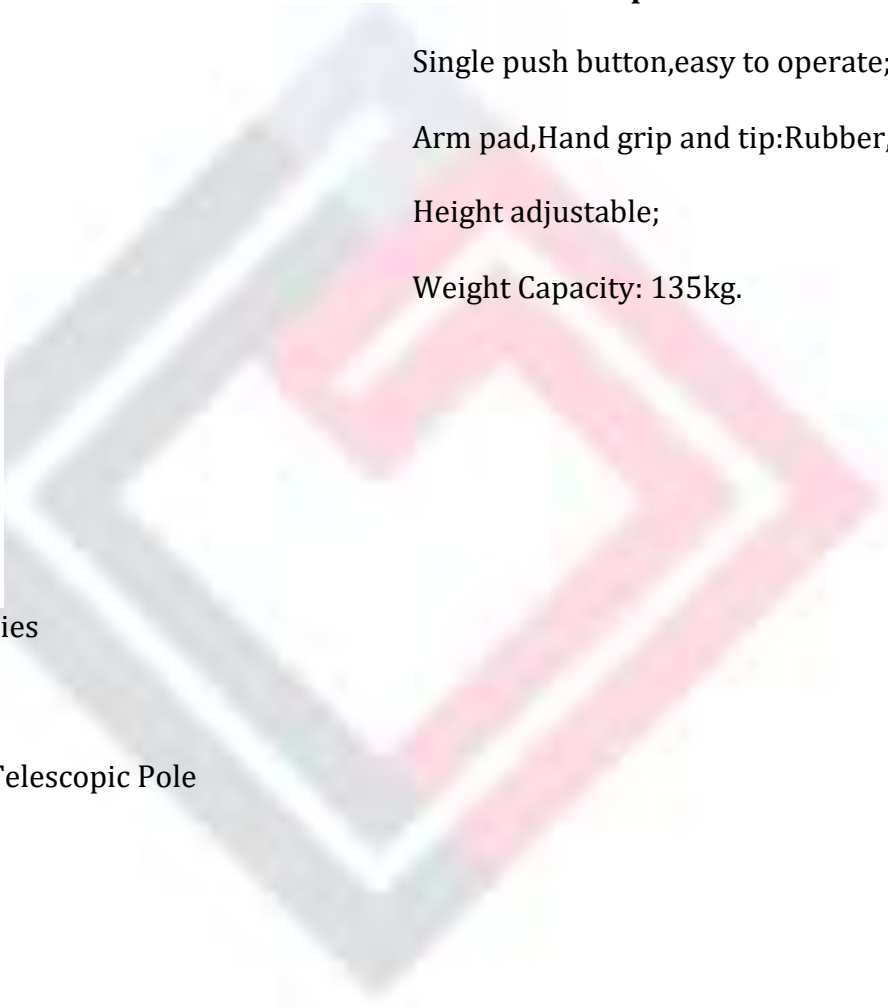 Single push button,easy to operate;
Arm pad,Hand grip and tip:Rubber,
Height adjustable;
Weight Capacity: 135kg.
ies
Telescopic Pole